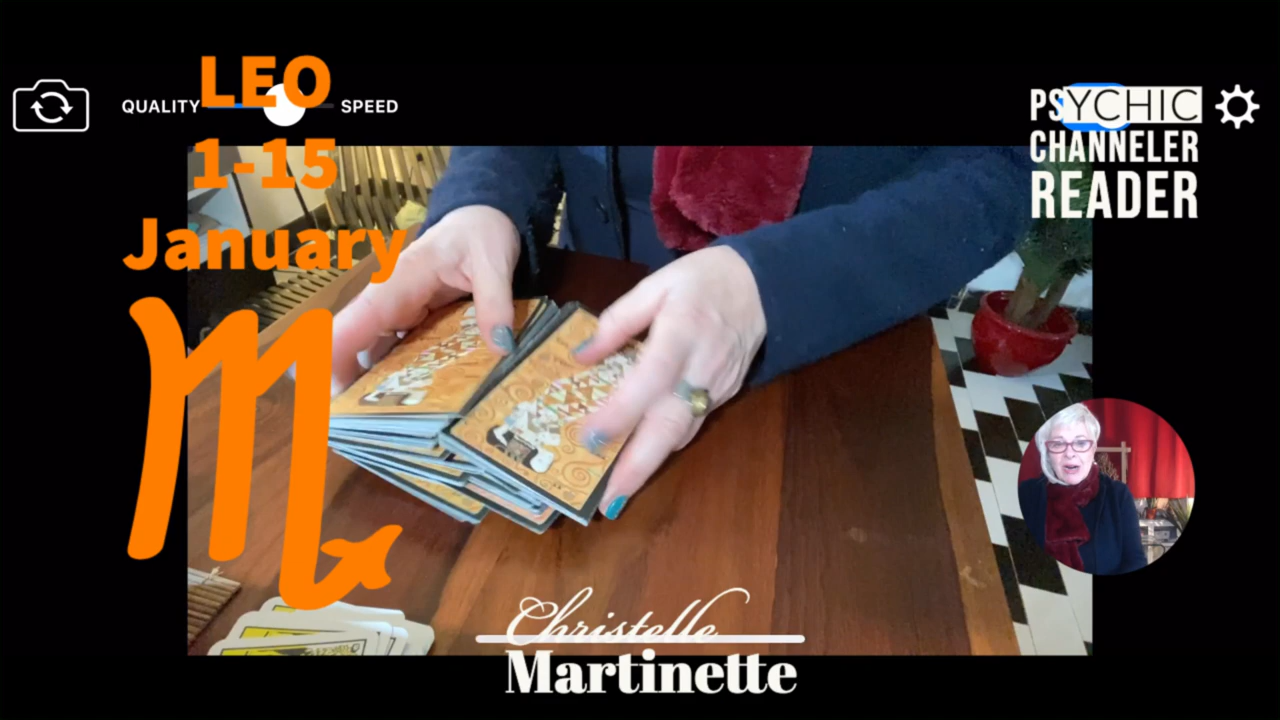 LEO
1-15
January
QUALITY
SPEED
PSYCHIC
CHANNELER
READER
Christelle
Martinette